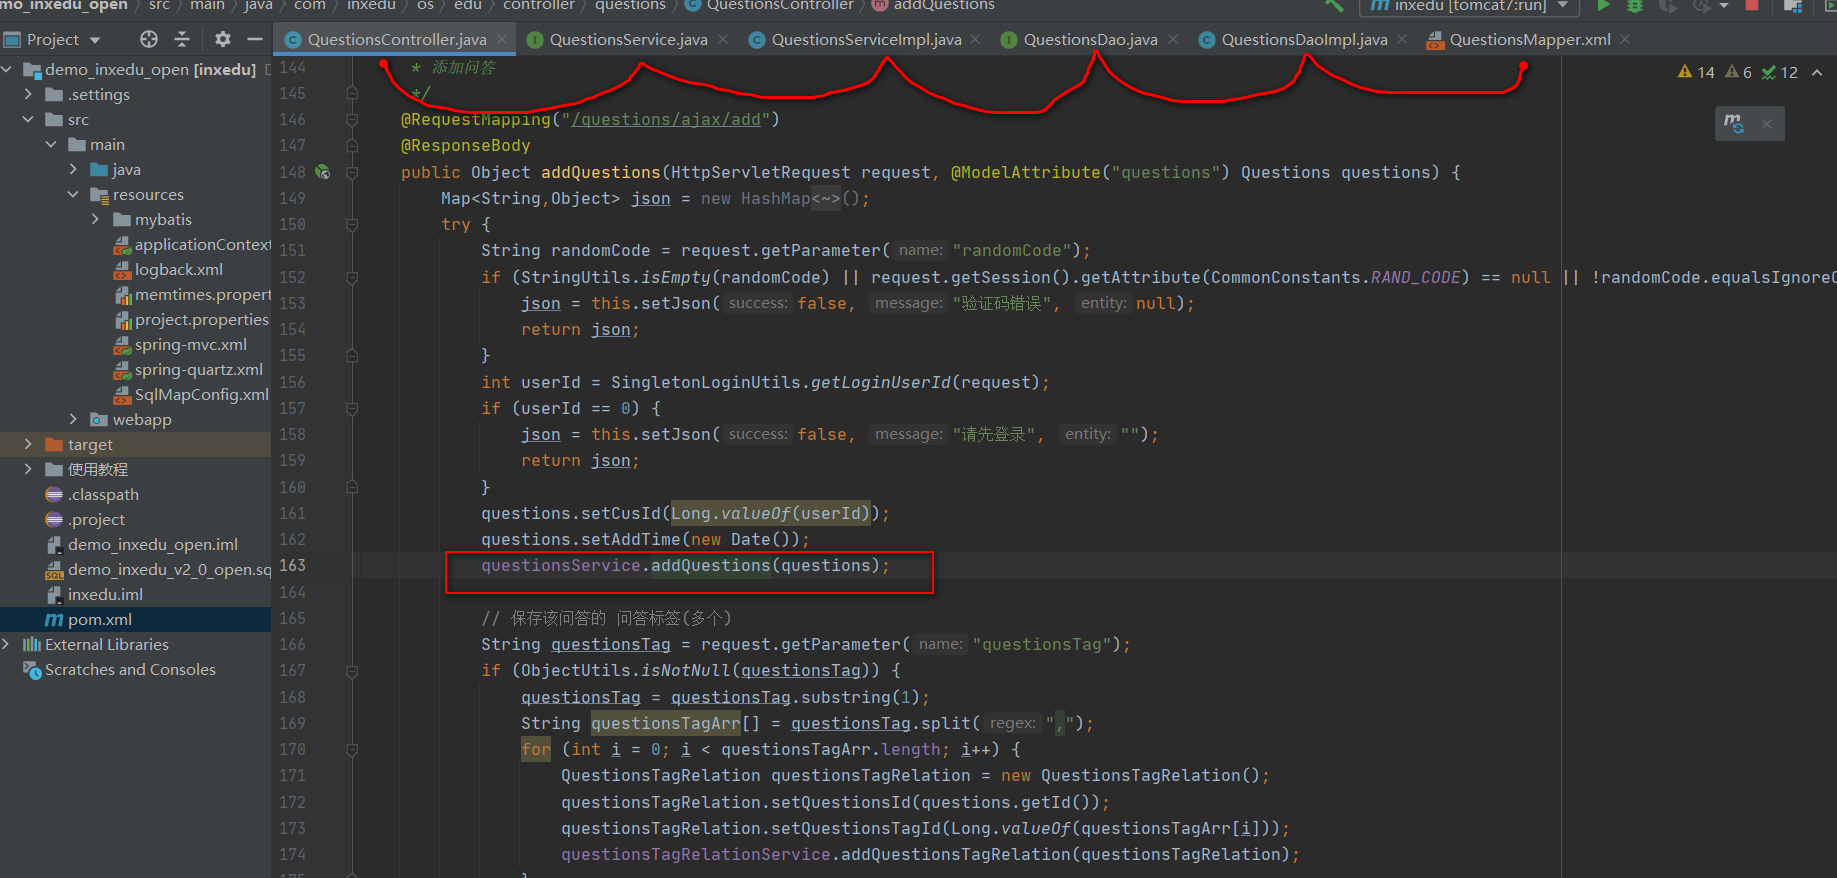 mo_inxedu_open › src › main › java › com › inxedu › os › edu › controller › questions › QuestionsController › addQuestions
inxedu [tomcat7:run]
Project
QuestionsController.java
QuestionsService.java
QuestionsServiceImpl.java
QuestionsDao.java
QuestionsDaoImpl.java
QuestionsMapper.xml
demo_inxedu_open [inxedu]
.settings
src
main
java
resources
mybatis
applicationContext
logback.xml
memtimes.propert
project.properties
spring-mvc.xml
spring-quartz.xml
SqlMapConfig.xml
webapp
target
使用教程
.classpath
.project
demo_inxedu_open.iml
demo_inxedu_v2_0_open.sq
inxedu.iml
pom.xml
External Libraries
Scratches and Consoles
14 6 12
144 * 添加问答
145 */
146 @RequestMapping("/questions/ajax/add")
147 @ResponseBody
148 public Object addQuestions(HttpServletRequest request, @ModelAttribute("questions") Questions questions) {
149 Map<String,Object> json = new HashMap<~>();
150 try {
151 String randomCode = request.getParameter( name: "randomCode");
152 if (StringUtils.isEmpty(randomCode) || request.getSession().getAttribute(CommonConstants.RAND_CODE) == null || !randomCode.equalsIgnoreC
153 json = this.setJson( success: false, message: "验证码错误", entity: null);
154 return json;
155 }
156 int userId = SingletonLoginUtils.getLoginUserId(request);
157 if (userId == 0) {
158 json = this.setJson( success: false, message: "请先登录", entity: "");
159 return json;
160 }
161 questions.setCusId(Long.valueOf(userId));
162 questions.setAddTime(new Date());
163 questionsService.addQuestions(questions);
164
165 // 保存该问答的 问答标签(多个)
166 String questionsTag = request.getParameter( name: "questionsTag");
167 if (ObjectUtils.isNotNull(questionsTag)) {
168 questionsTag = questionsTag.substring(1);
169 String questionsTagArr[] = questionsTag.split( regex: ",");
170 for (int i = 0; i < questionsTagArr.length; i++) {
171 QuestionsTagRelation questionsTagRelation = new QuestionsTagRelation();
172 questionsTagRelation.setQuestionsId(questions.getId());
173 questionsTagRelation.setQuestionsTagId(Long.valueOf(questionsTagArr[i]));
174 questionsTagRelationService.addQuestionsTagRelation(questionsTagRelation);